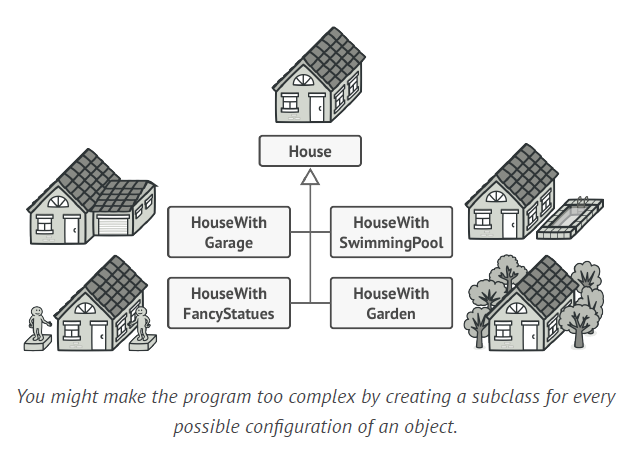 House
HouseWith
Garage
HouseWith
SwimmingPool
HouseWith
FancyStatues
HouseWith
Garden
You might make the program too complex by creating a subclass for every
possible configuration of an object.